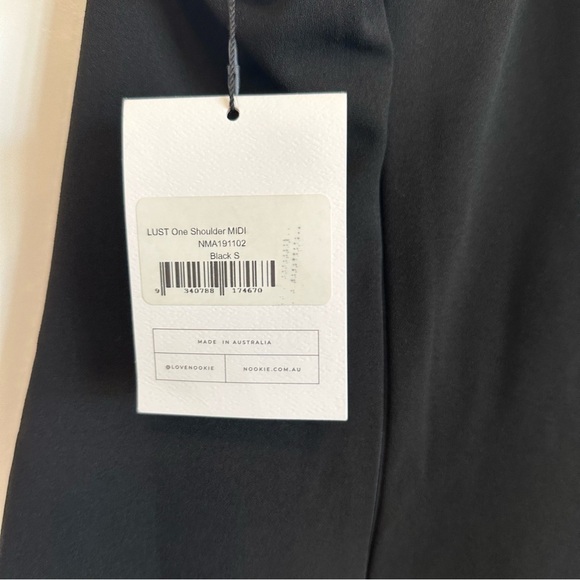 LUST One Shoulder MIDI
NMA191102
Black S
9 340788 174670
MADE IN AUSTRALIA
@LOVENOOKIE
NOOKIE.COM.AU